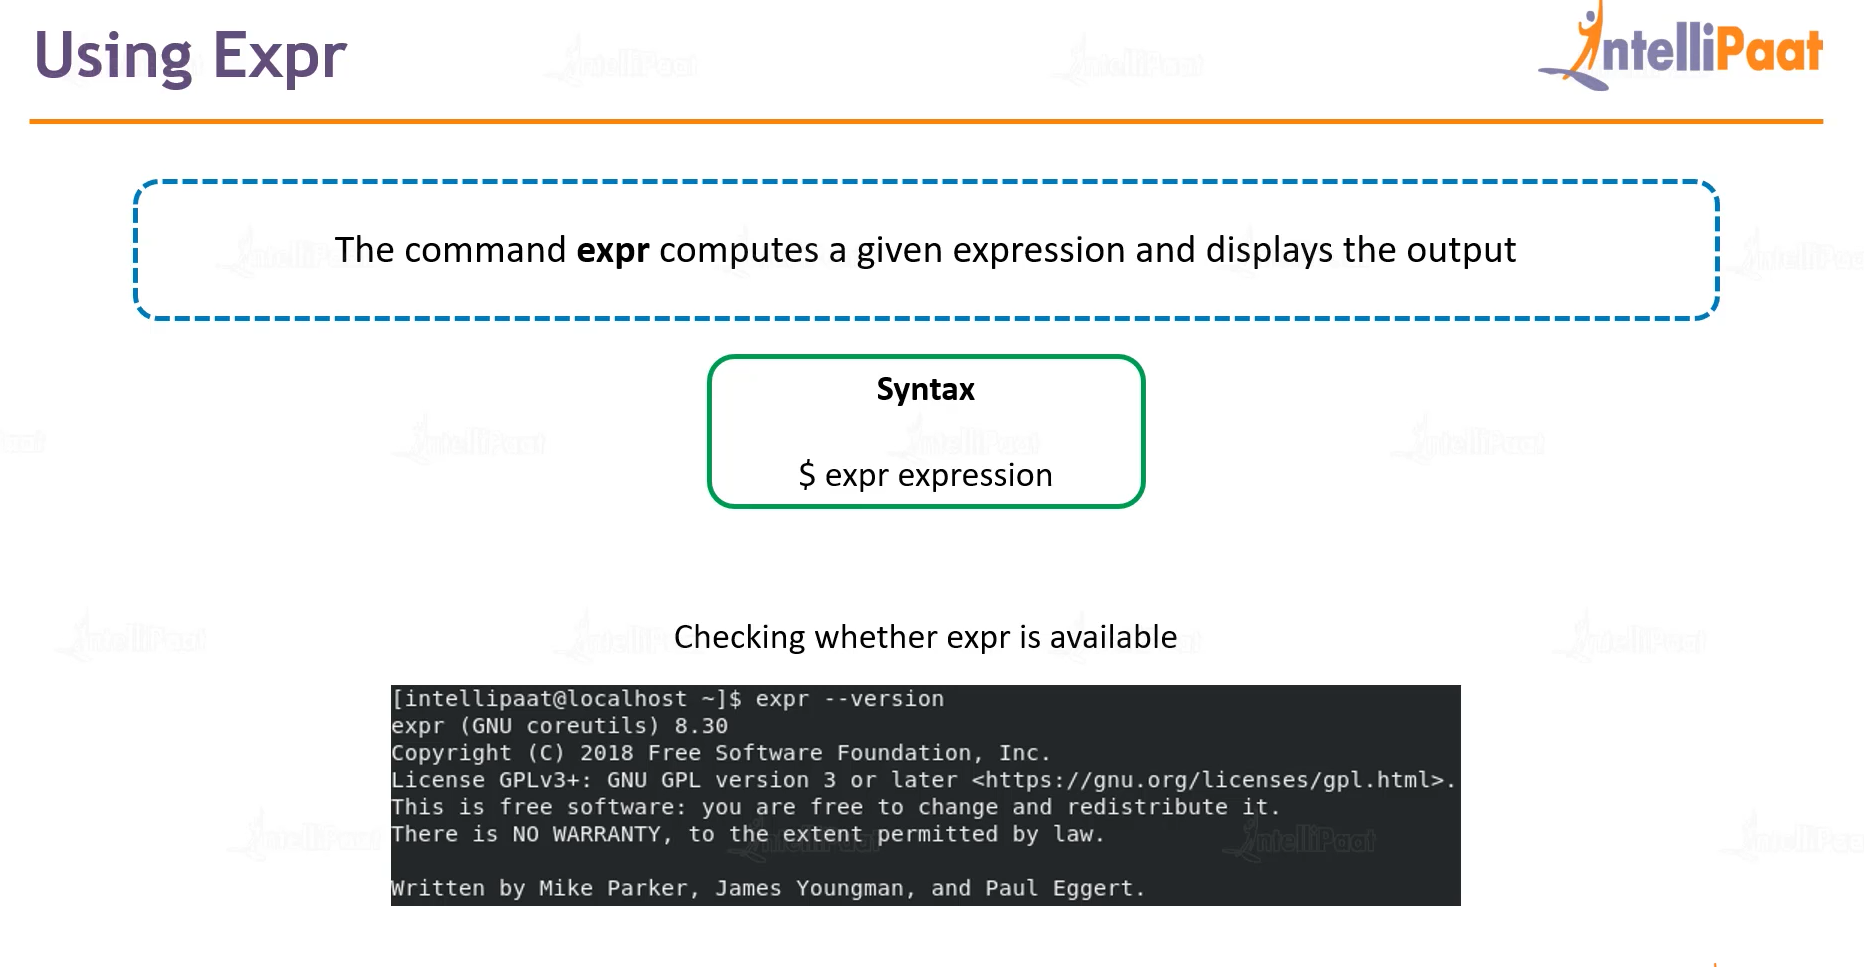 Using Expr
IntelliPaat
The command expr computes a given expression and displays the output
Syntax
$ expr expression
Checking whether expr is available
[intellipaat@localhost ~]$ expr --version
expr (GNU coreutils) 8.30
Copyright (C) 2018 Free Software Foundation, Inc.
License GPLv3+: GNU GPL version 3 or later <https://gnu.org/licenses/gpl.html>.
This is free software: you are free to change and redistribute it.
There is NO WARRANTY, to the extent permitted by law.
Written by Mike Parker, James Youngman, and Paul Eggert.